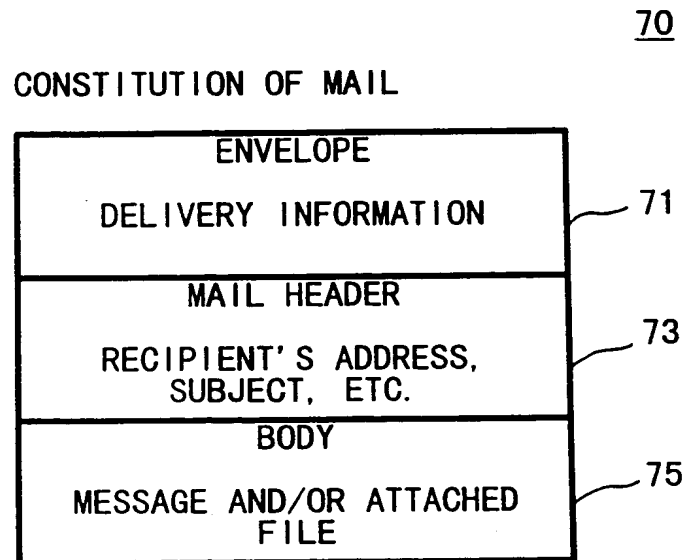 70
CONSTITUTION OF MAIL
ENVELOPE
DELIVERY INFORMATION
71
MAIL HEADER
RECIPIENT'S ADDRESS,
SUBJECT, ETC.
73
BODY
MESSAGE AND/OR ATTACHED
FILE
75